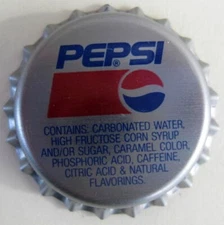 PEPSI®
CONTAINS: CARBONATED WATER,
HIGH FRUCTOSE CORN SYRUP
AND/OR SUGAR, CARAMEL COLOR,
PHOSPHORIC ACID, CAFFEINE,
CITRIC ACID & NATURAL
FLAVORINGS.